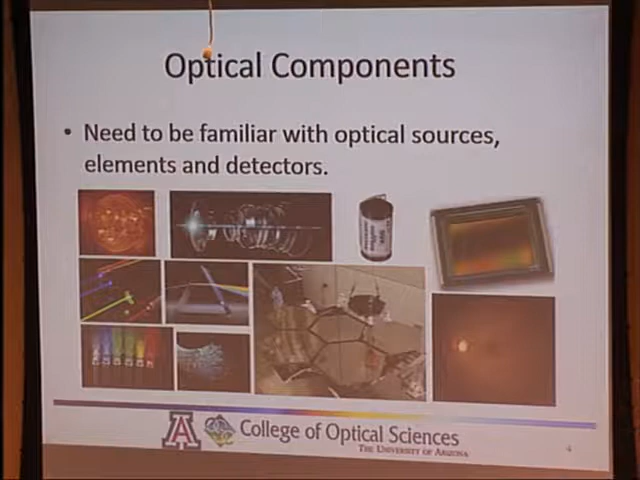 Optical Components
• Need to be familiar with optical sources,
elements and detectors.
A
College of Optical Sciences
THE UNIVERSITY OF ARIZONA
4